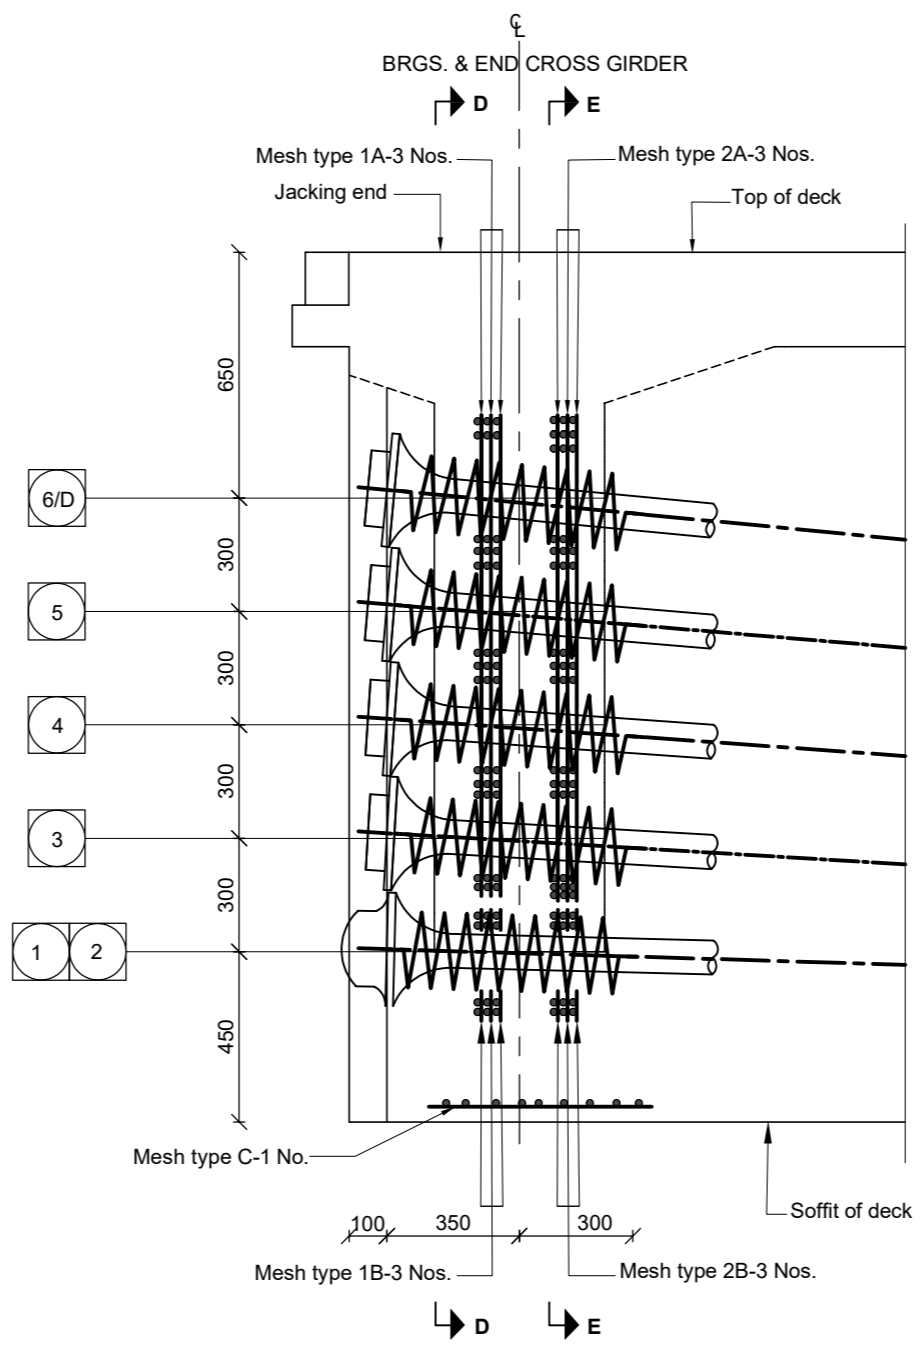 ℄
BRGS. & END CROSS GIRDER
D
E
Mesh type 1A-3 Nos.
Mesh type 2A-3 Nos.
Jacking end
Top of deck
650
6/D
300
5
300
4
300
3
300
1
2
450
Mesh type C-1 No.
Soffit of deck
100
350
300
Mesh type 1B-3 Nos.
Mesh type 2B-3 Nos.
D
E